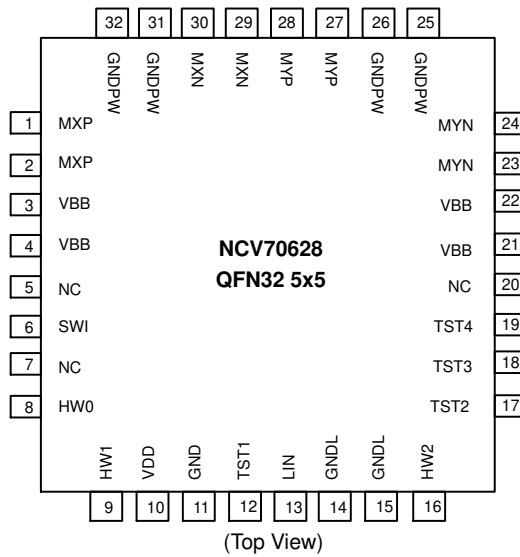 32 31 30 29 28 27 26 25
GNDPW GNDPW MXN MXN MYP MYP GNDPW GNDPW
1 MXP MYN 24
2 MXP MYN 23
3 VBB VBB 22
4 VBB VBB 21
NCV70628
QFN32 5x5
5 NC NC 20
6 SWI TST4 19
7 NC TST3 18
8 HW0 TST2 17
HW1 VDD GND TST1 LIN GNDL GNDL HW2
9 10 11 12 13 14 15 16
(Top View)